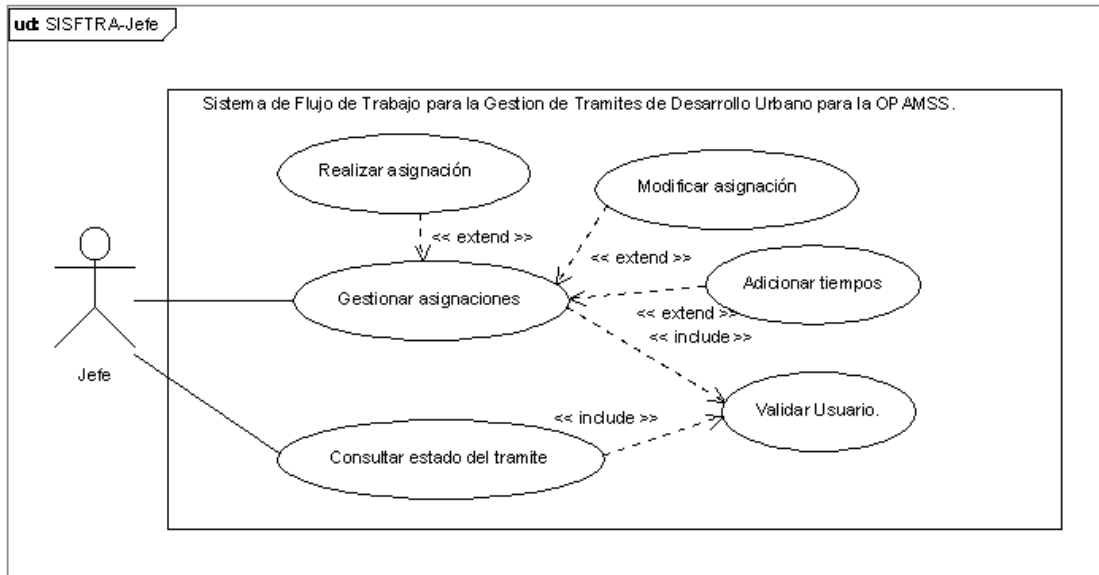 ud: SISFTRA-Jefe
Sistema de Flujo de Trabajo para la Gestion de Tramites de Desarrollo Urbano para la OPAMSS.
Realizar asignación
Modificar asignación
<< extend >>
<< extend >>
Adicionar tiempos
Gestionar asignaciones
<< extend >>
<< include >>
Jefe
Validar Usuario.
<< include >>
Consultar estado del tramite